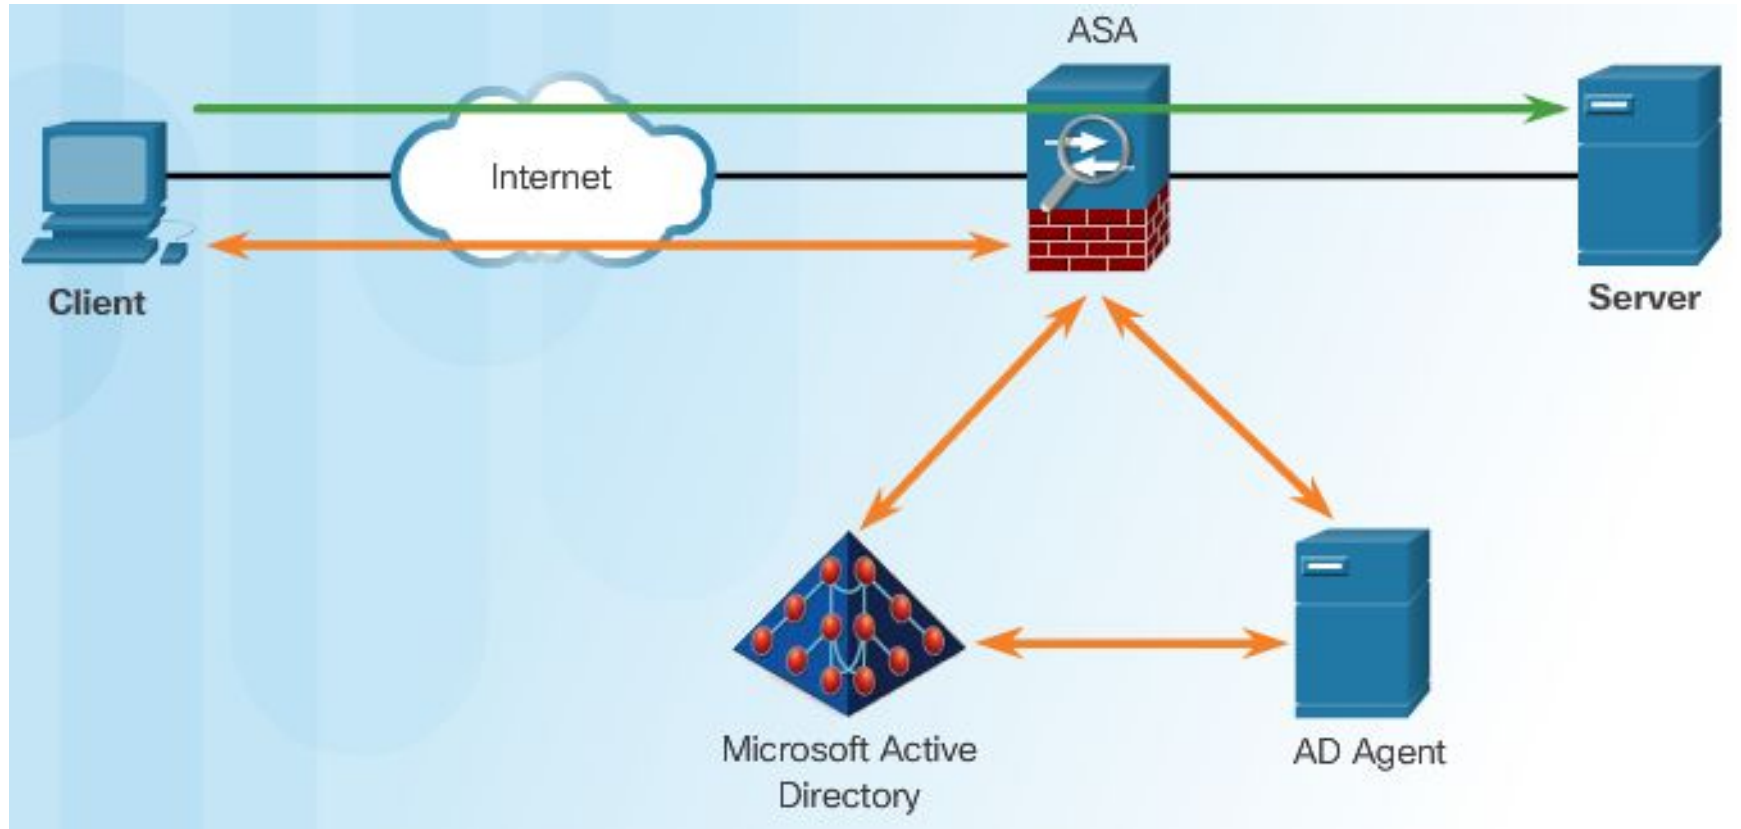 ASA
Internet
Client
Server
Microsoft Active
Directory
AD Agent